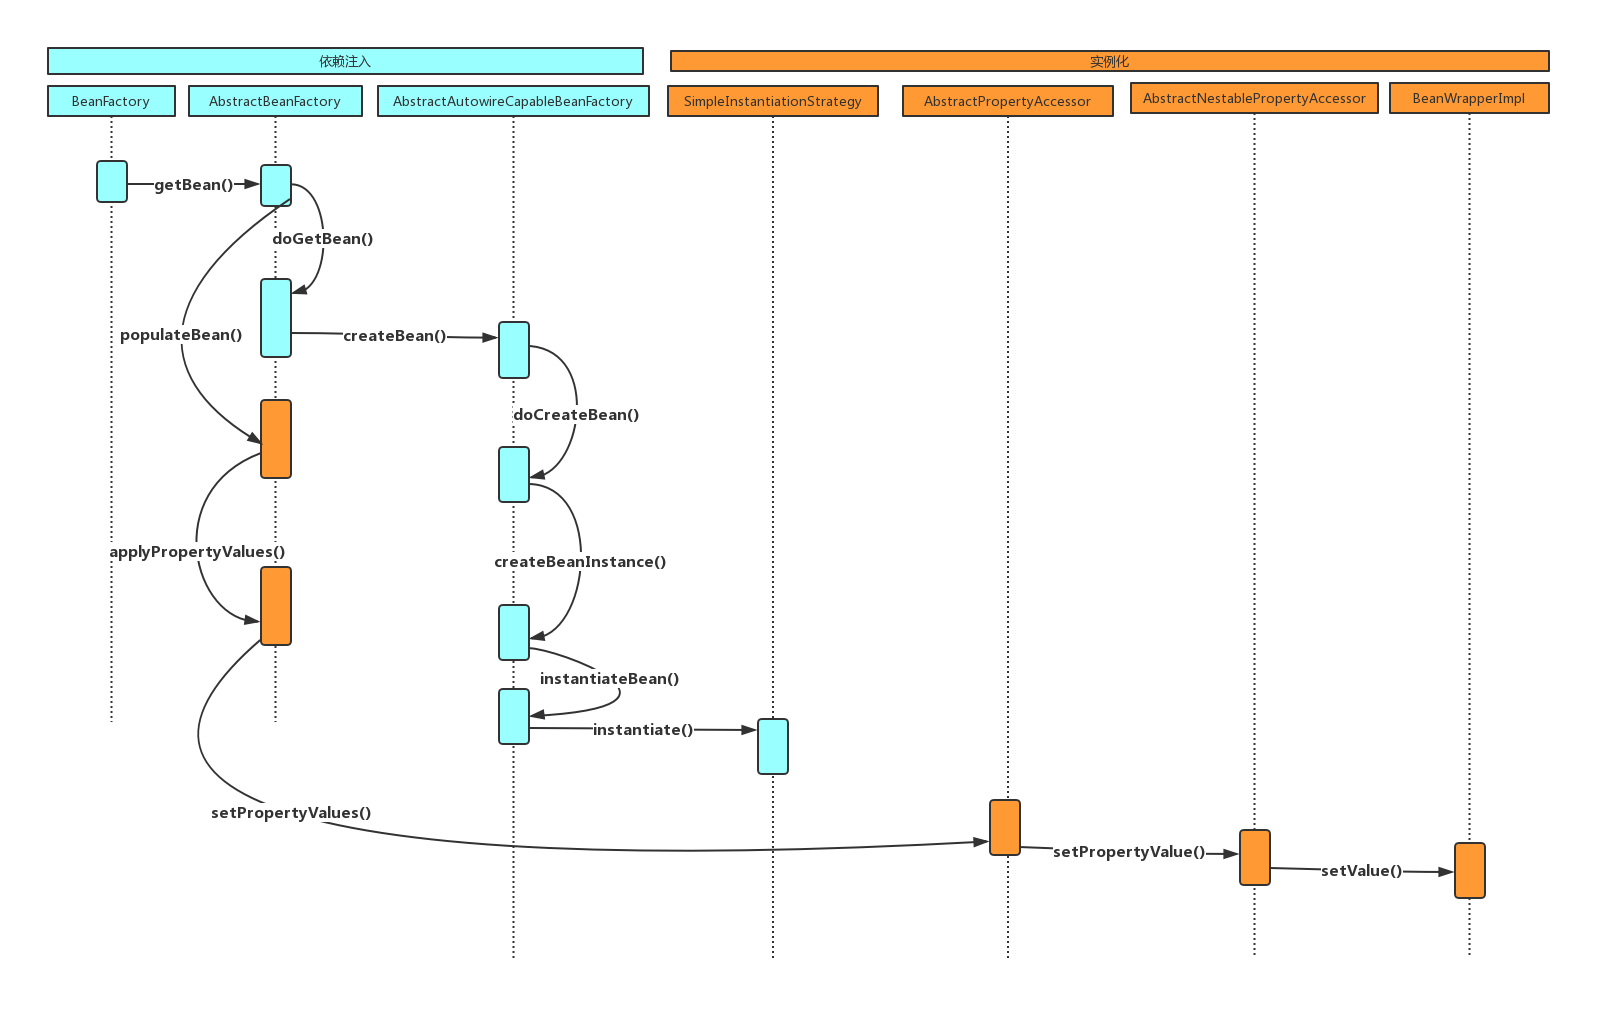 依赖注入
实例化
BeanFactory
AbstractBeanFactory
AbstractAutowireCapableBeanFactory
SimpleInstantiationStrategy
AbstractPropertyAccessor
AbstractNestablePropertyAccessor
BeanWrapperImpl
getBean()
doGetBean()
populateBean()
createBean()
doCreateBean()
applyPropertyValues()
createBeanInstance()
instantiateBean()
instantiate()
setPropertyValues()
setPropertyValue()
setValue()